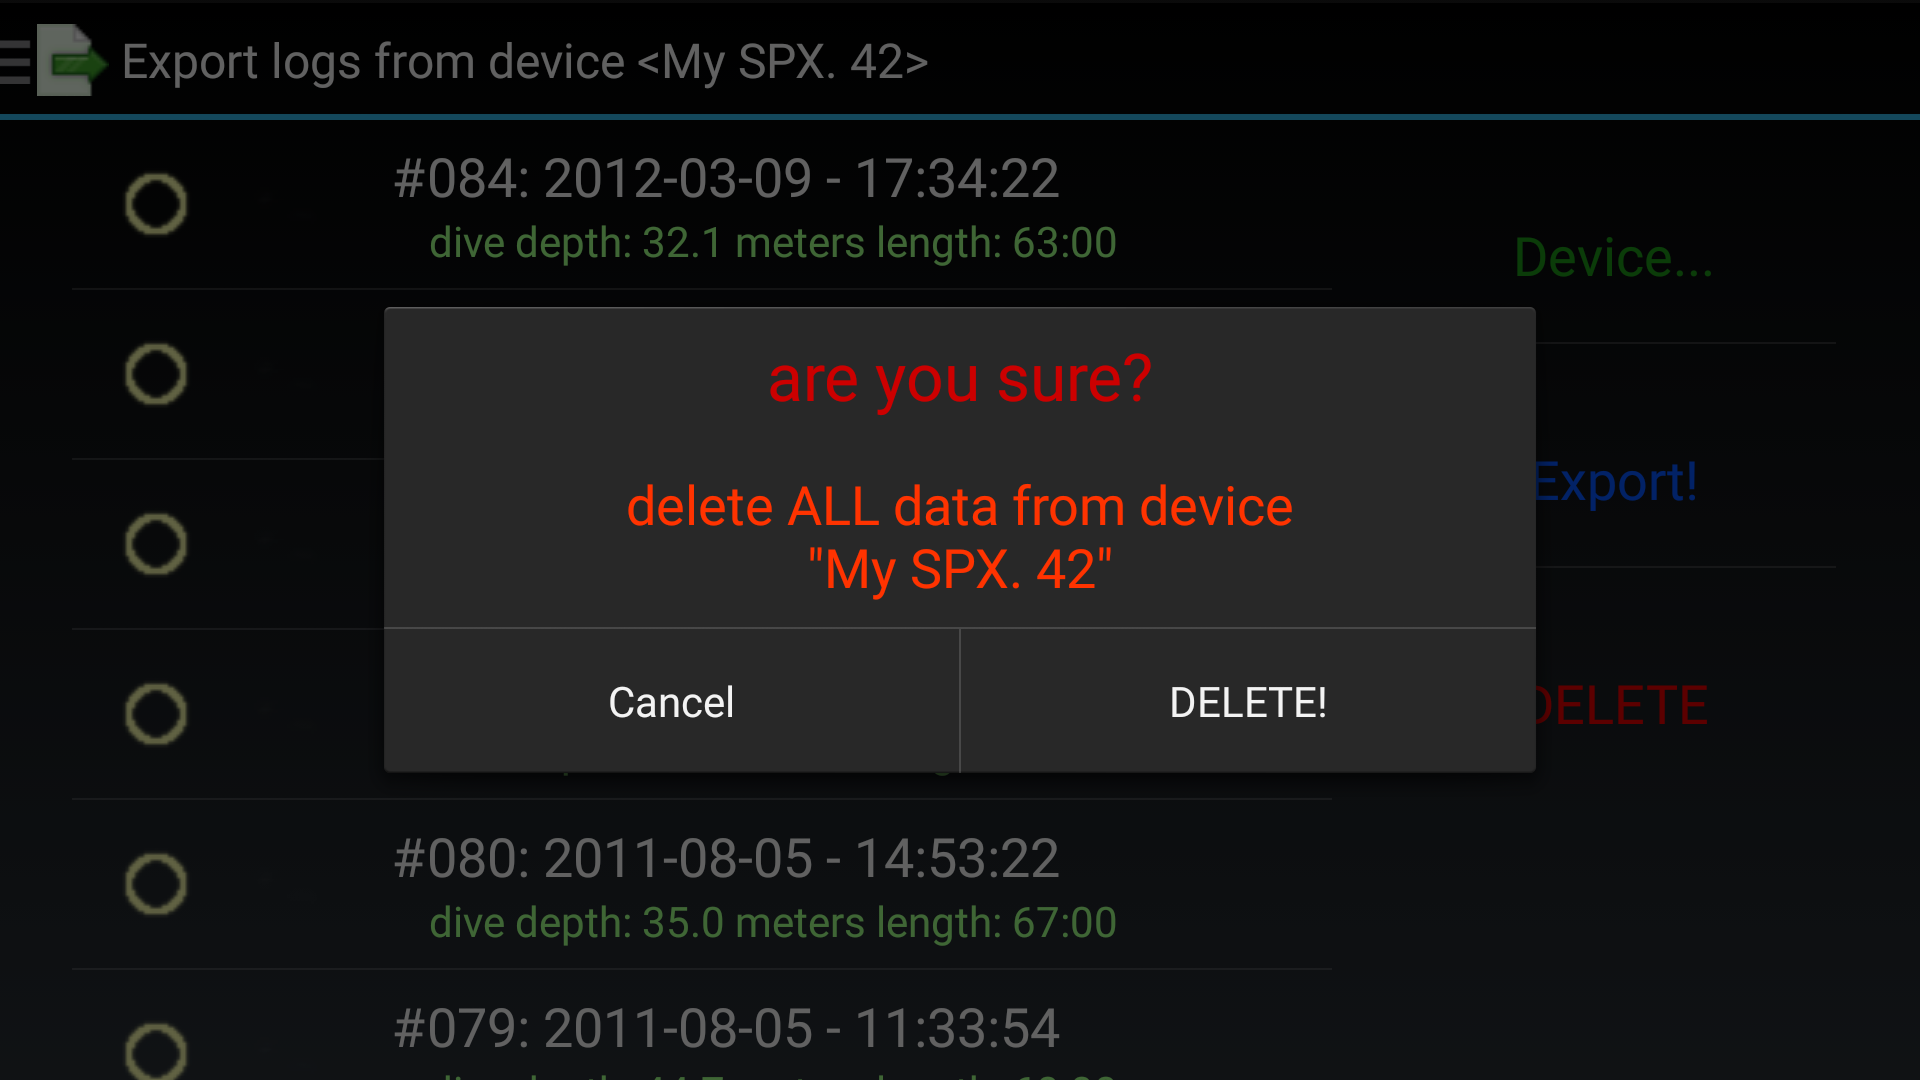 Export logs from device <My SPX. 42>
#084: 2012-03-09 - 17:34:22
dive depth: 32.1 meters length: 63:00
Device...
are you sure?
delete ALL data from device
"My SPX. 42"
Export!
Cancel
DELETE!
DELETE
#080: 2011-08-05 - 14:53:22
dive depth: 35.0 meters length: 67:00
#079: 2011-08-05 - 11:33:54